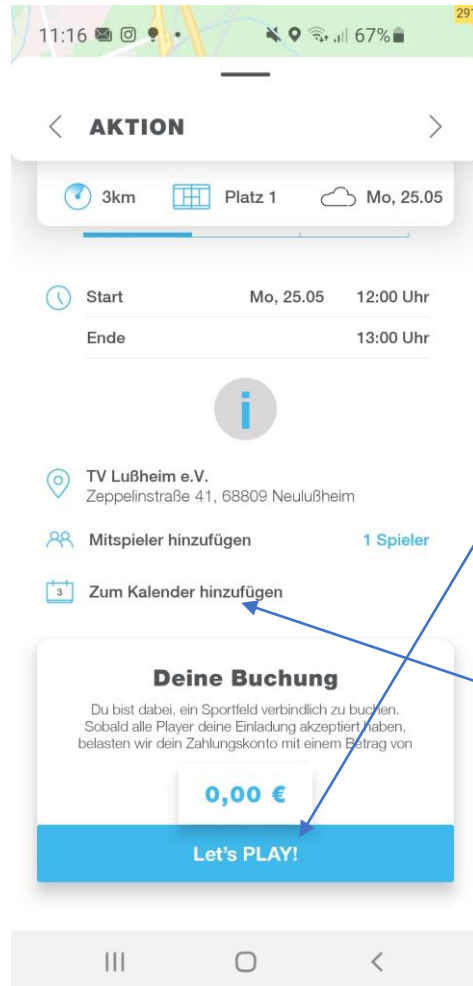 291
11:16 67%
AKTION
3km Platz 1 Mo, 25.05
Start Mo, 25.05 12:00 Uhr
Ende 13:00 Uhr
i
TV Lußheim e.V.
Zeppelinstraße 41, 68809 Neulußheim
Mitspieler hinzufügen 1 Spieler
3 Zum Kalender hinzufügen
Deine Buchung
Du bist dabei, ein Sportfeld verbindlich zu buchen.
Sobald alle Player deine Einladung akzeptiert haben,
belasten wir dein Zahlungskonto mit einem Betrag von
0,00 €
Let's PLAY!